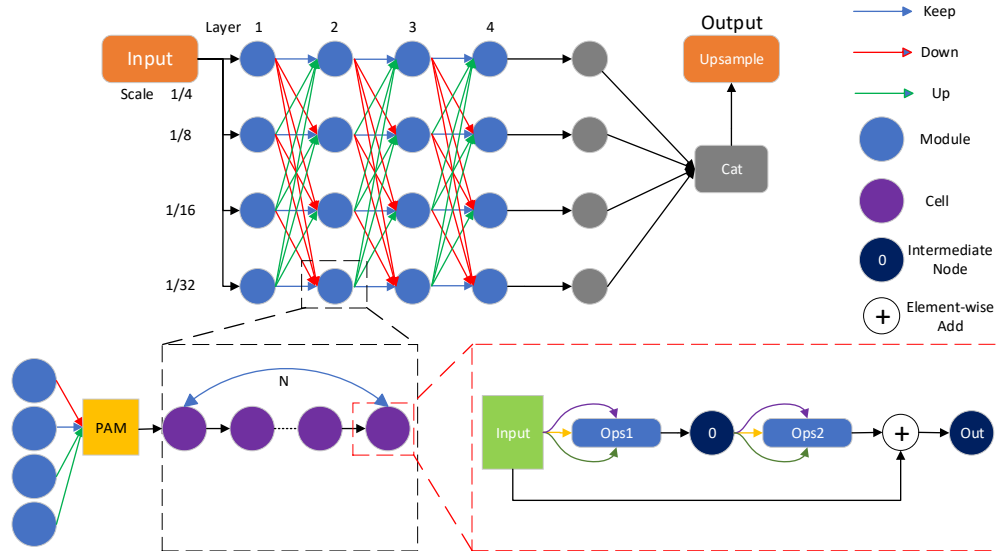 Layer 1 2 3 4
Output
Keep
Input
Upsample
Down
Scale 1/4
Up
1/8
Module
Cat
Cell
1/16
0
Intermediate
Node
1/32
+
Element-wise
Add
N
PAM
Input
Ops1
0
Ops2
+
Out